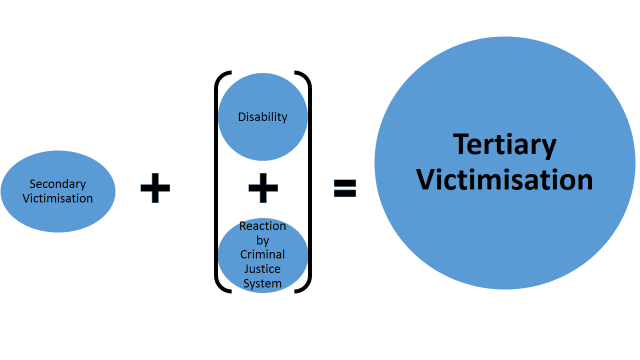 Secondary
Victimisation
+
Disability
+
Reaction
by
Criminal
Justice
System
=
Tertiary
Victimisation